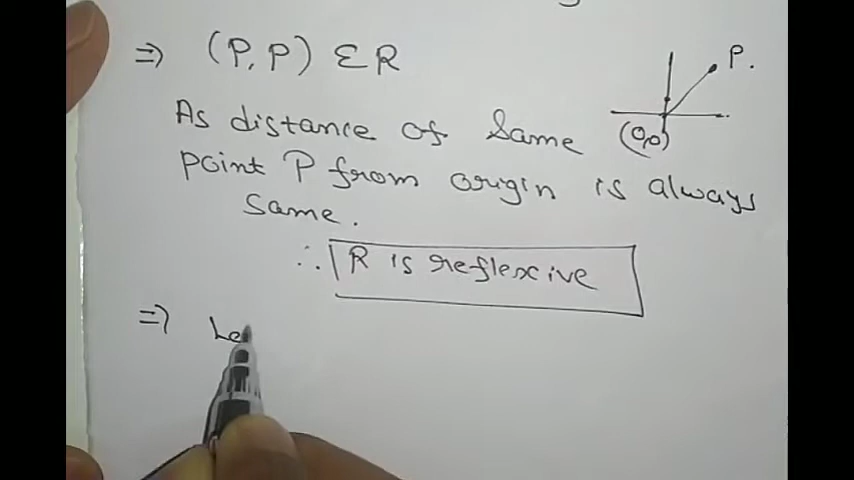 ⇒ (P, P) ∈ R
P.
As distance of Same
(0,0)
point P from origin is always
Same.
∴ R is reflexive
⇒ Le